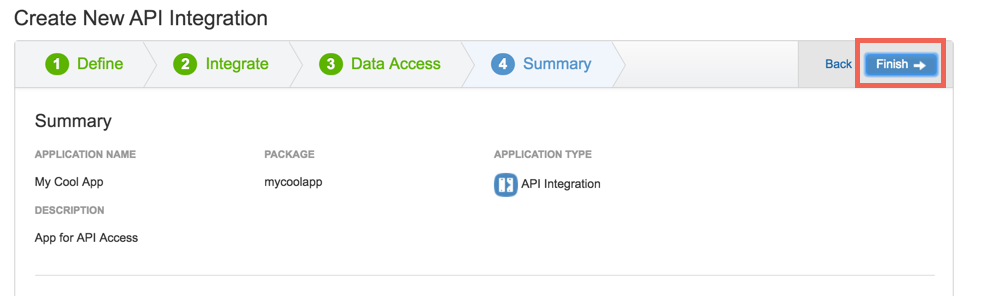 Create New API Integration
1 Define 2 Integrate 3 Data Access 4 Summary Back Finish
Summary
APPLICATION NAME PACKAGE APPLICATION TYPE
My Cool App mycoolapp API Integration
DESCRIPTION
App for API Access